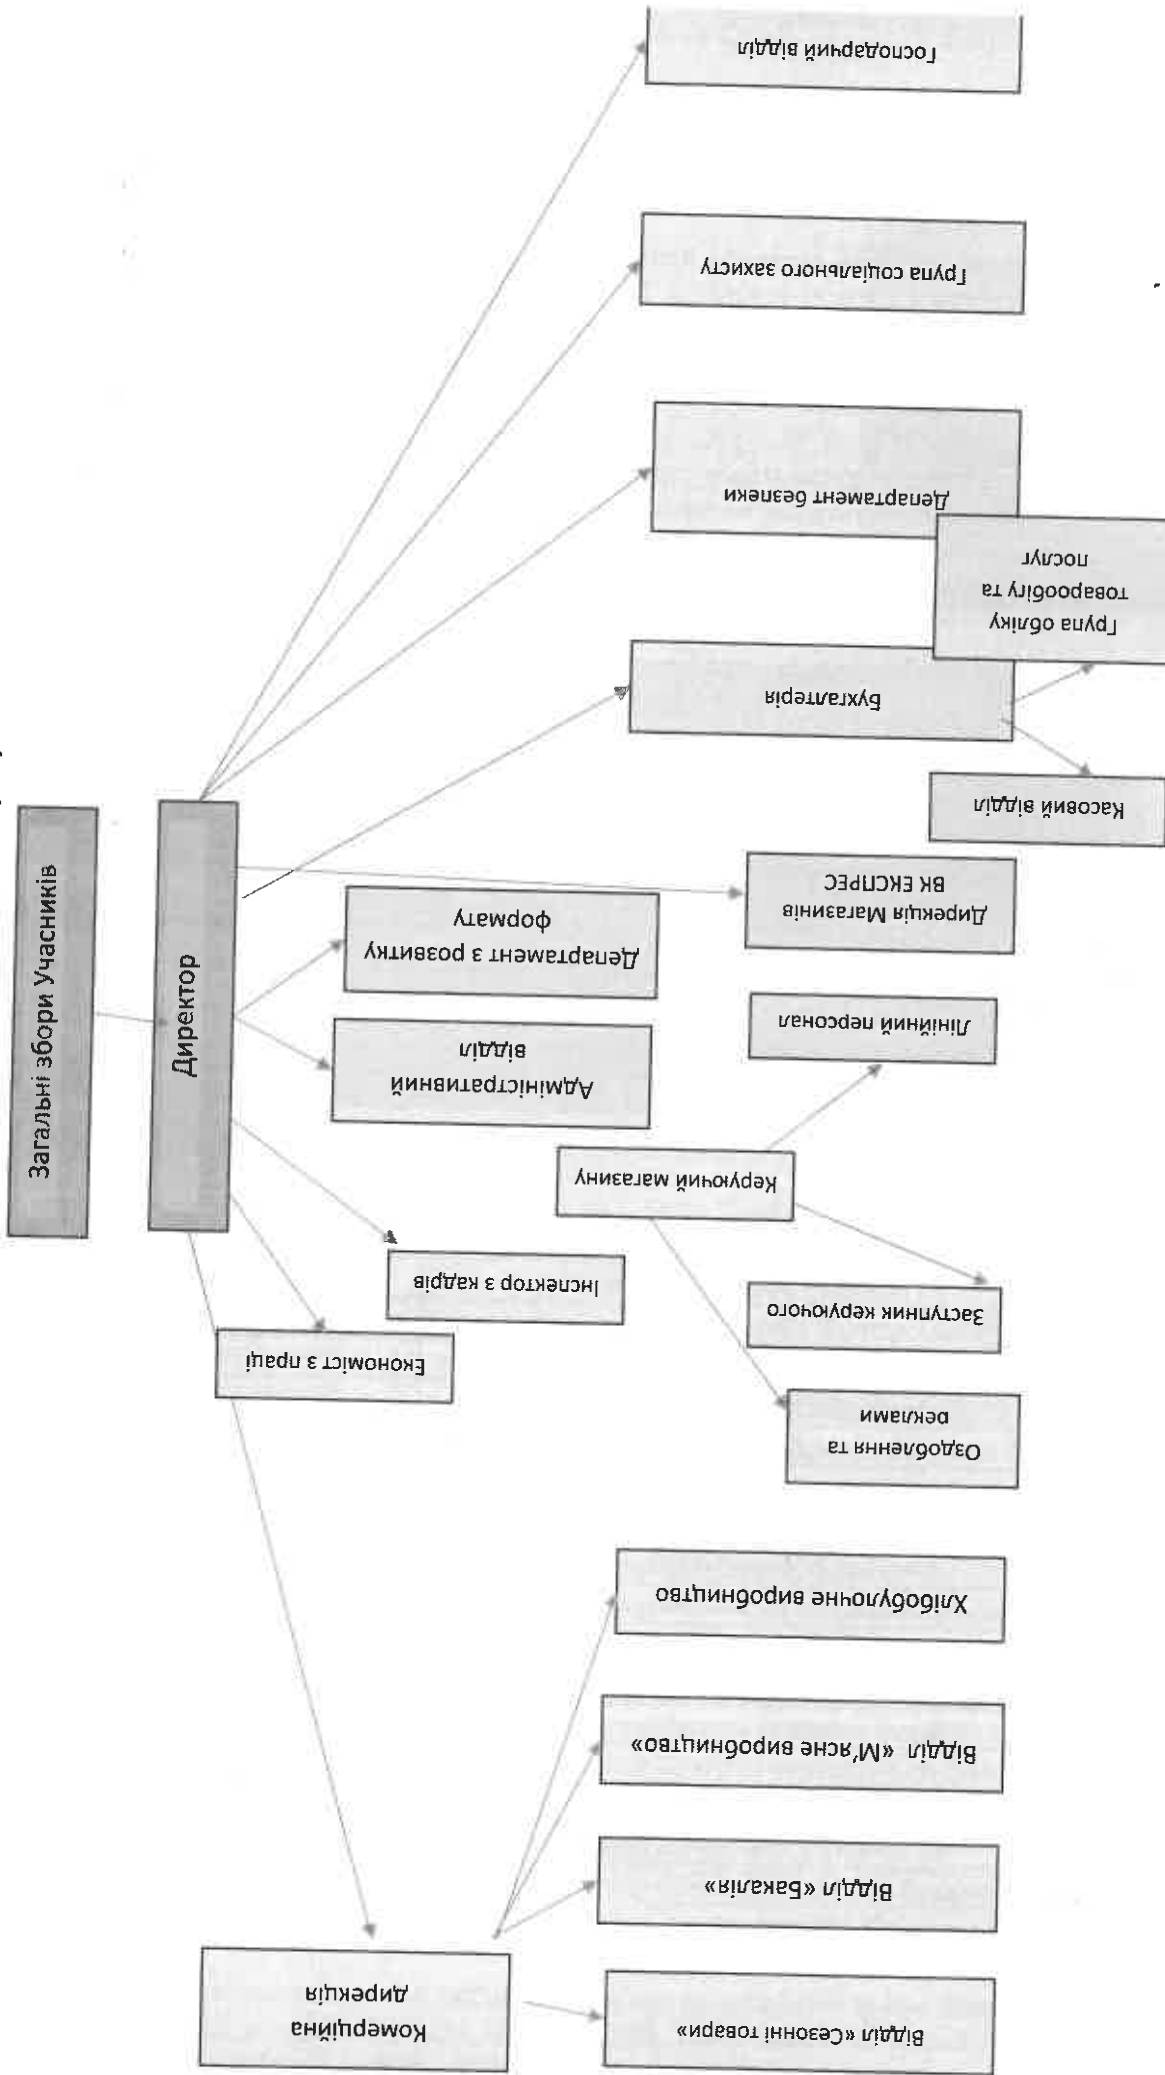 Загальні збори Учасників
Директор
Комерційна
дирекція
Економіст з праці
Інспектор з кадрів
Адміністративний
відділ
Департамент з розвитку
формату
Відділ «Сезонні товари»
Відділ «Бакалія»
Відділ «М'ясне виробництво»
Хлібобулочне виробництво
Керуючий магазину
Оздоблення та
реклами
Заступник керуючого
Лінійний персонал
Дирекція Магазинів
ВК ЕКСПРЕС
Бухгалтерія
Касовий відділ
Група обліку
товарообігу та
послуг
Департамент безпеки
Група соціального захисту
Господарчий відділ